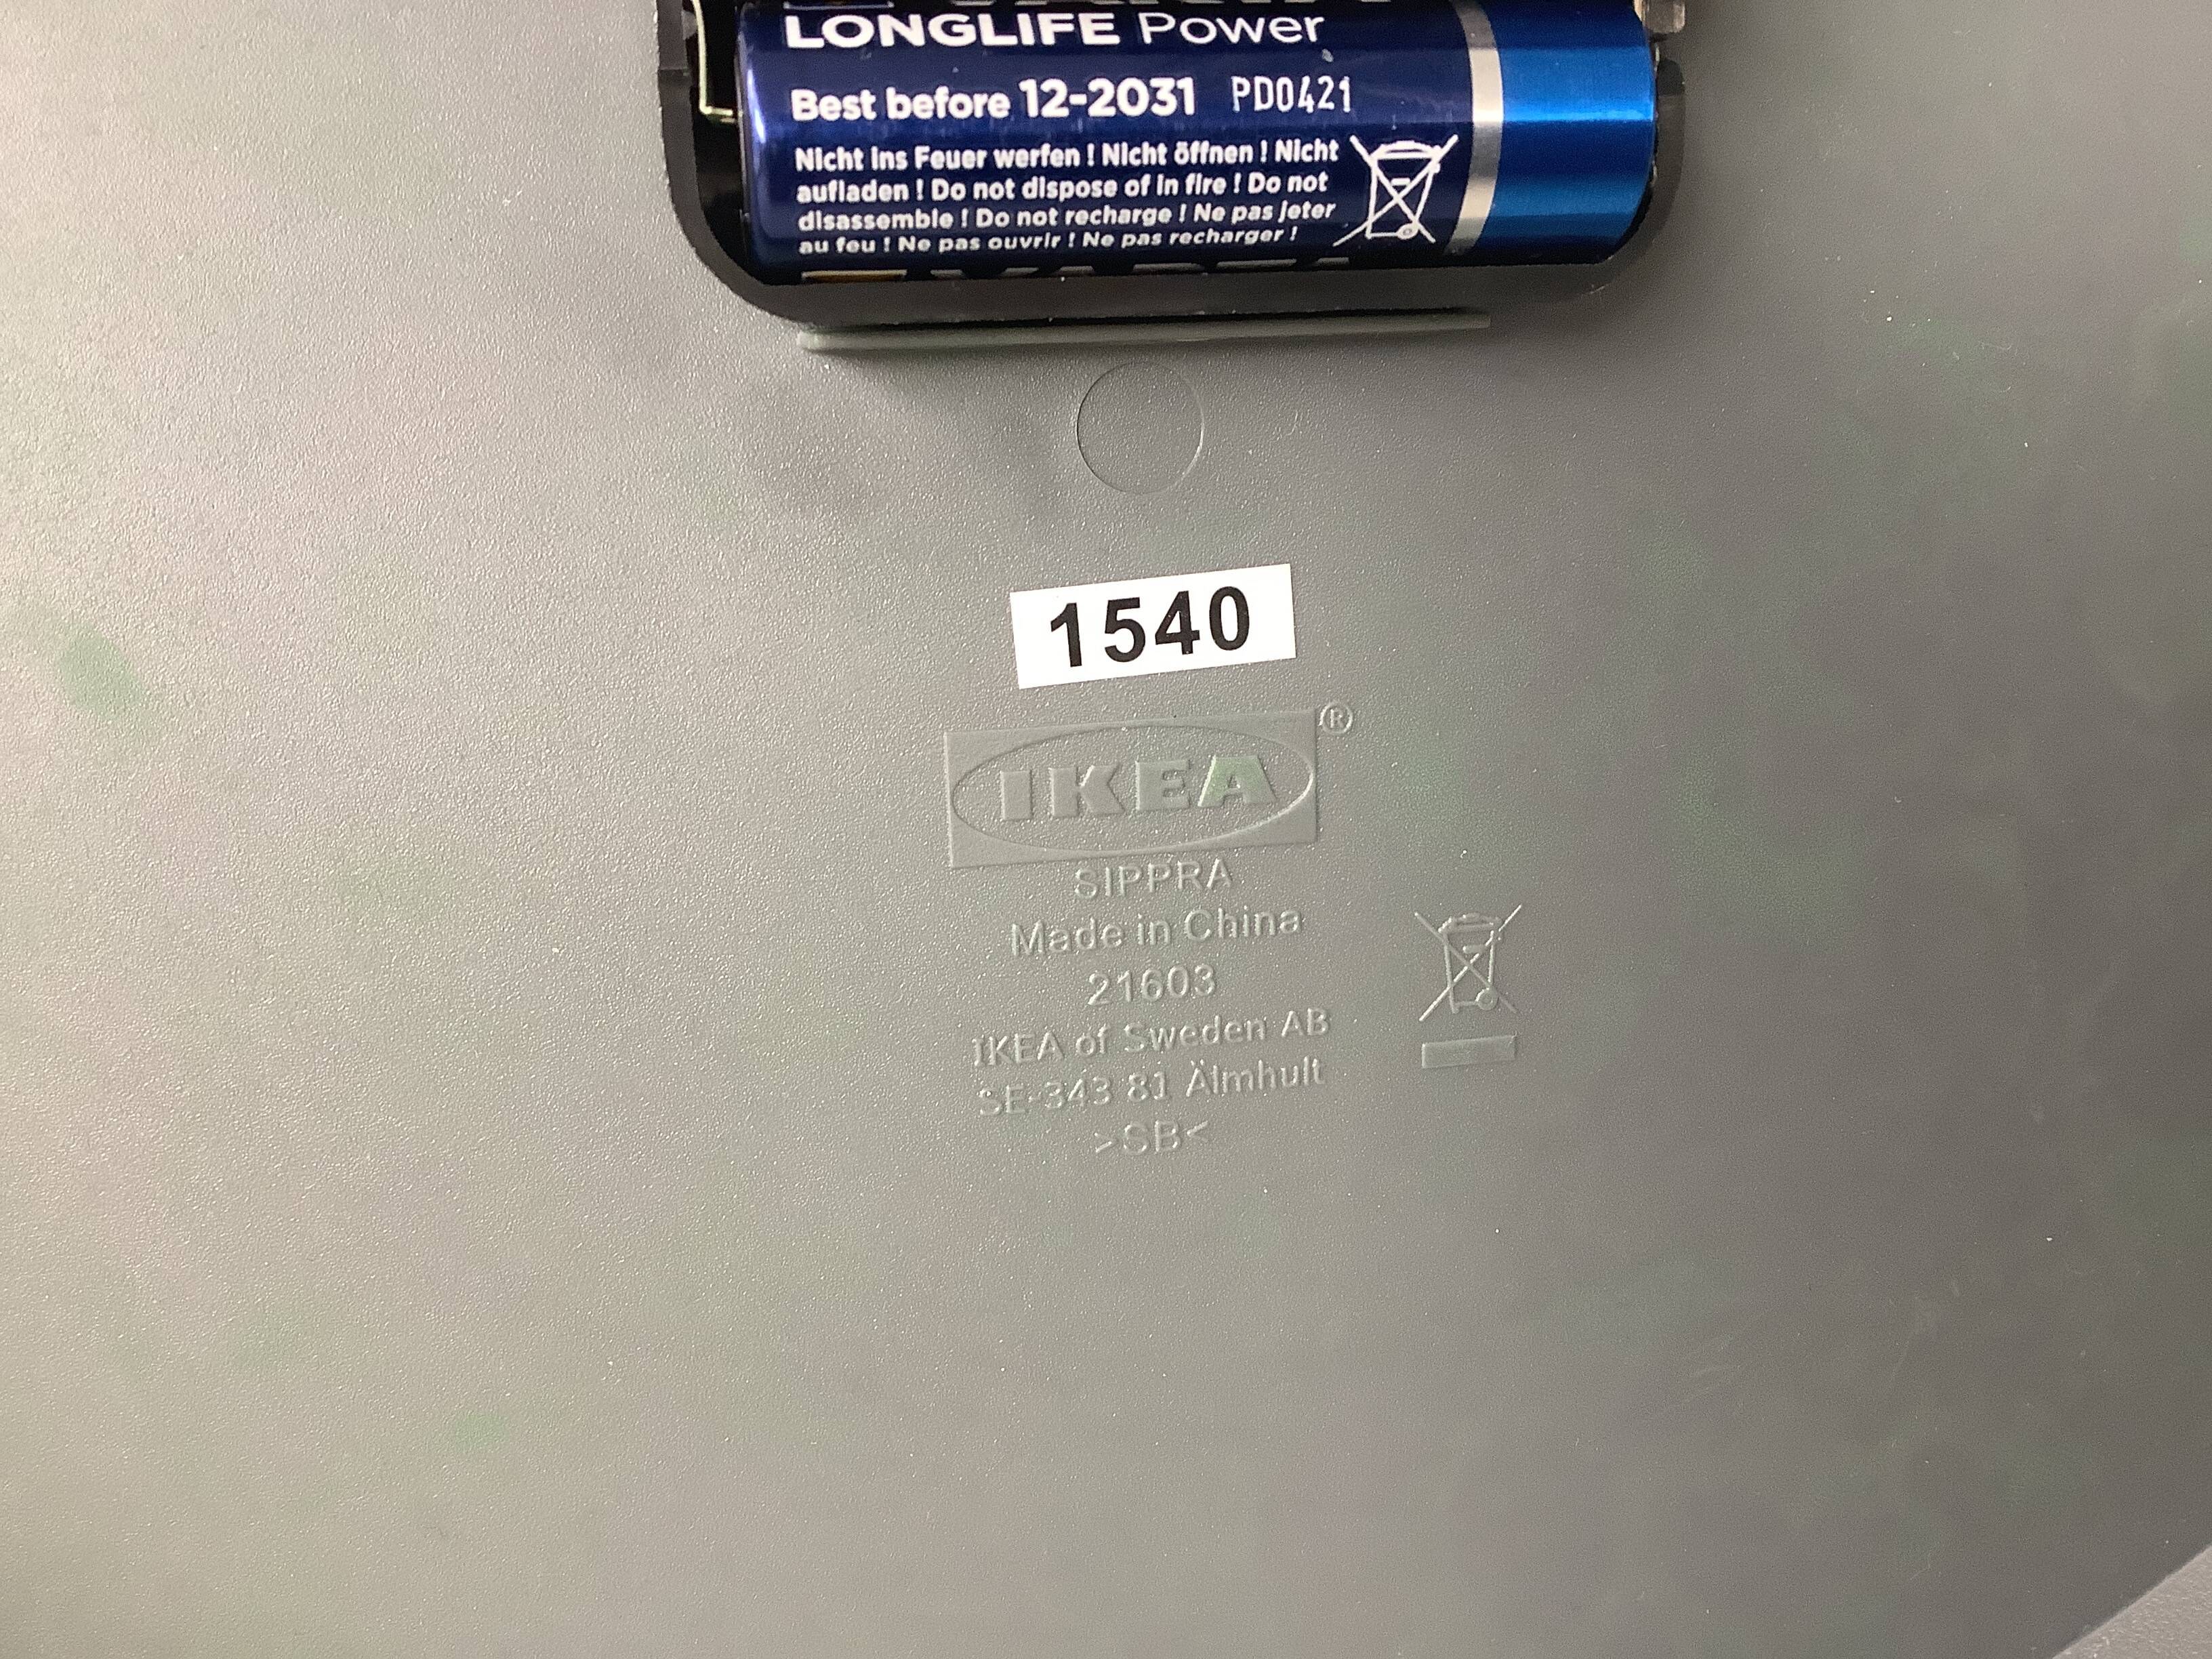 LONGLIFE Power
Best before 12-2031 PD0421
Nicht ins Feuer werfen ! Nicht öffnen ! Nicht
aufladen ! Do not dispose of in fire ! Do not
disassemble ! Do not recharge ! Ne pas jeter
au feu ! Ne pas ouvrir ! Ne pas recharger !
1540
IKEA®
SIPPRA
Made in China
21603
IKEA of Sweden AB
SE-343 81 Älmhult
>SB<